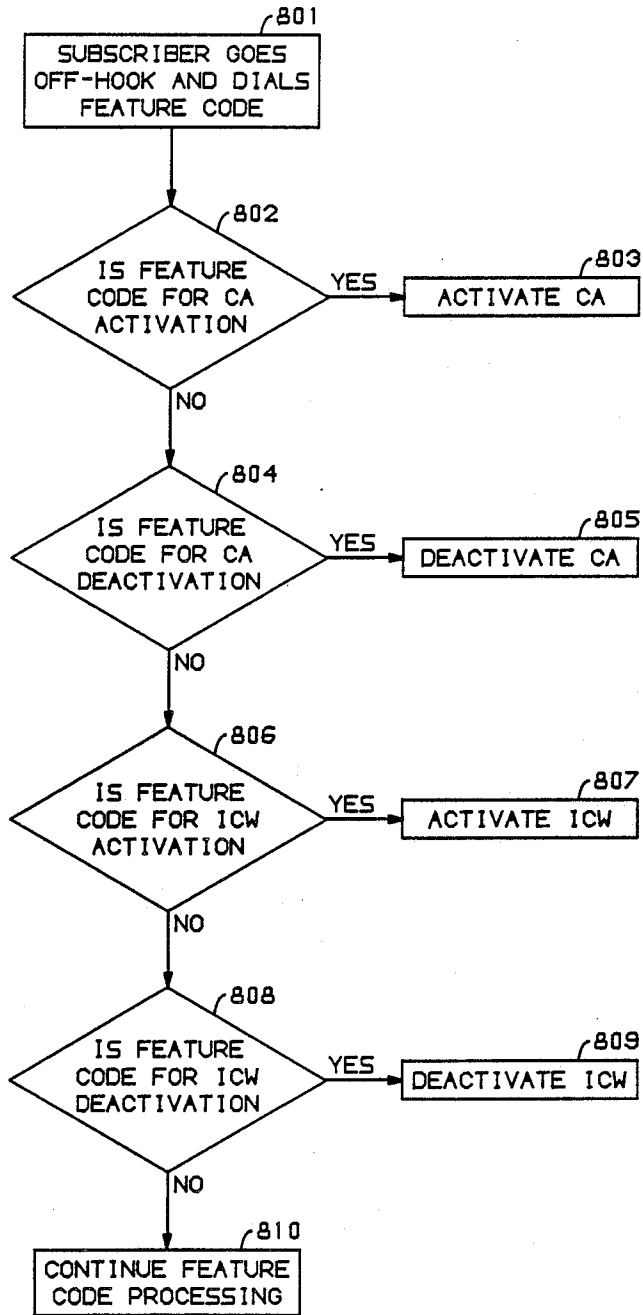 801
SUBSCRIBER GOES
OFF-HOOK AND DIALS
FEATURE CODE
802
IS FEATURE
CODE FOR CA
ACTIVATION
YES
803
ACTIVATE CA
NO
804
IS FEATURE
CODE FOR CA
DEACTIVATION
YES
805
DEACTIVATE CA
NO
806
IS FEATURE
CODE FOR ICW
ACTIVATION
YES
807
ACTIVATE ICW
NO
808
IS FEATURE
CODE FOR ICW
DEACTIVATION
YES
809
DEACTIVATE ICW
NO
810
CONTINUE FEATURE
CODE PROCESSING